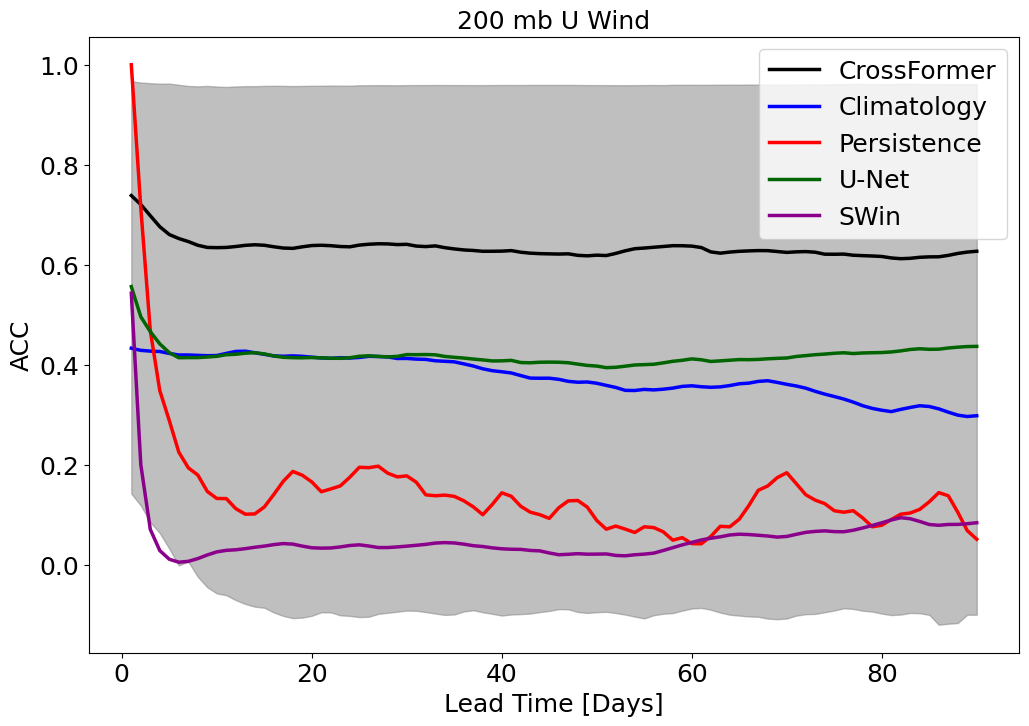 200 mb U Wind
1.0
0.8
0.6
0.4
0.2
0.0
ACC
CrossFormer
Climatology
Persistence
U-Net
SWin
0 20 40 60 80
Lead Time [Days]